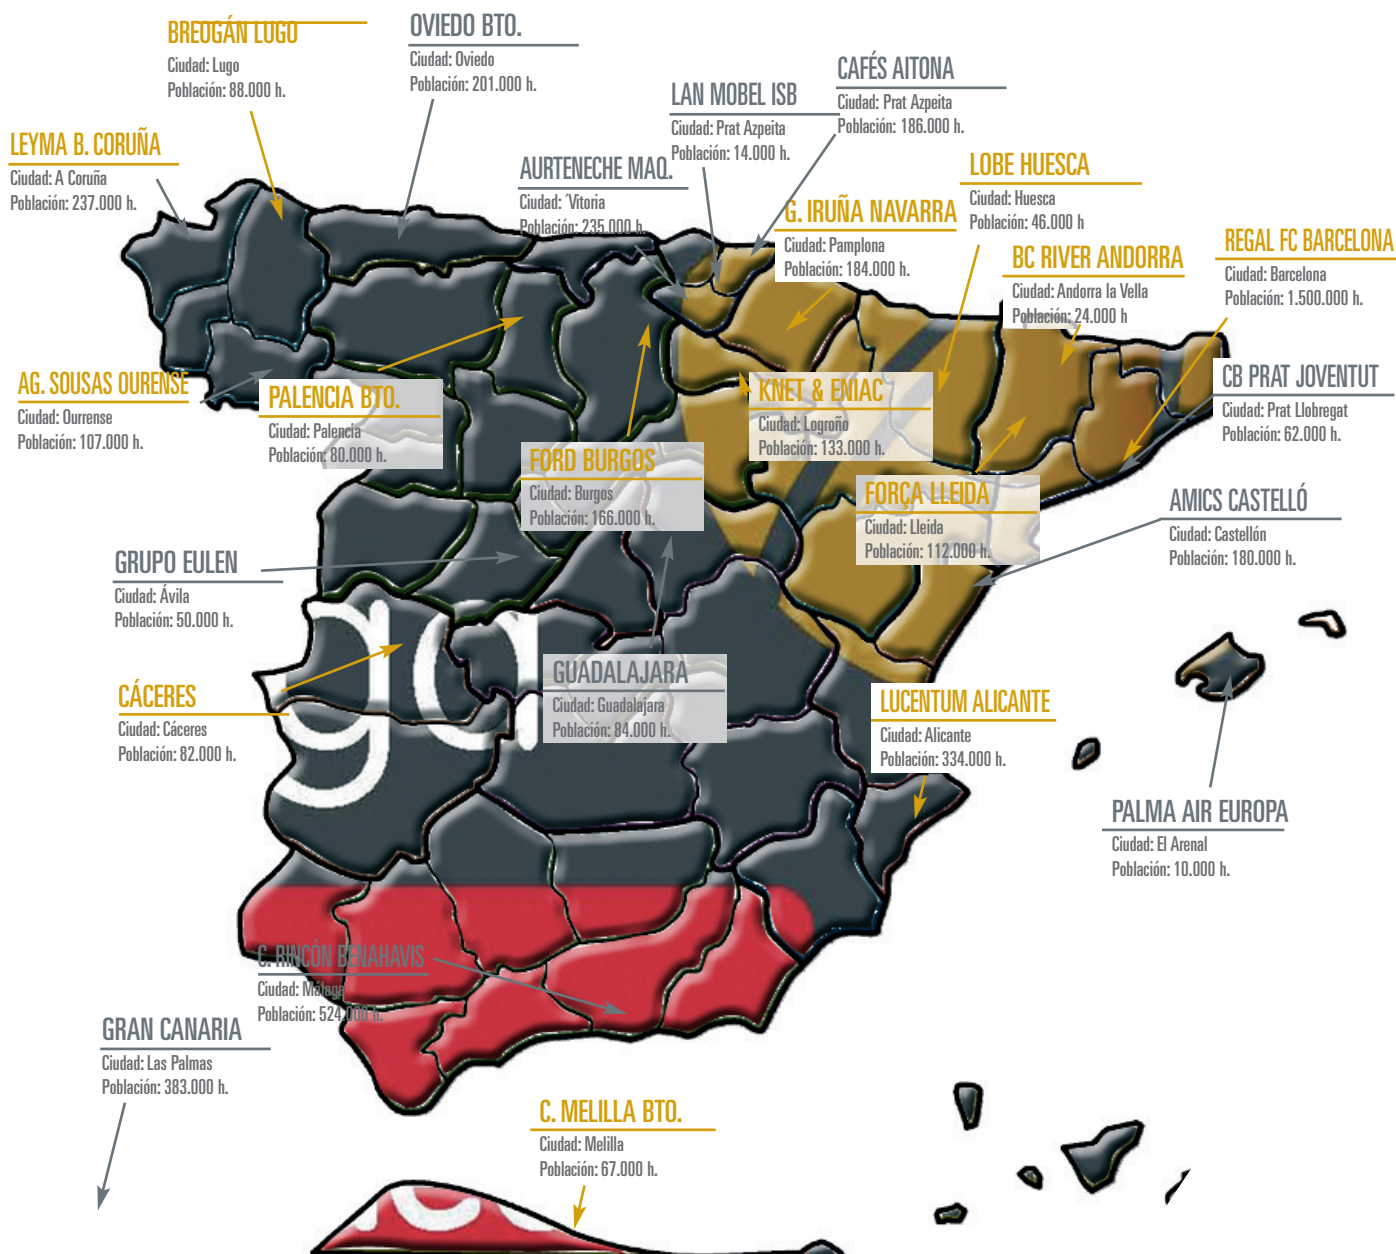 BREOGÁN LUGO
Ciudad: Lugo
Población: 88.000 h.
OVIEDO BTO.
Ciudad: Oviedo
Población: 201.000 h.
LAN MOBEL ISB
Ciudad: Prat Azpeita
Población: 14.000 h.
CAFÉS AITONA
Ciudad: Prat Azpeita
Población: 186.000 h.
LEYMA B. CORUÑA
Ciudad: A Coruña
Población: 237.000 h.
AURTENECHE MAQ.
Ciudad: ´Vitoria
Población: 235.000 h.
LOBE HUESCA
Ciudad: Huesca
Población: 46.000 h
G. IRUÑA NAVARRA
Ciudad: Pamplona
Población: 184.000 h.
BC RIVER ANDORRA
Ciudad: Andorra la Vella
Población: 24.000 h
REGAL FC BARCELONA
Ciudad: Barcelona
Población: 1.500.000 h.
AG. SOUSAS OURENSE
Ciudad: Ourrense
Población: 107.000 h.
PALENCIA BTO.
Ciudad: Palencia
Población: 80.000 h.
KNET & ENIAC
Ciudad: Logroño
Población: 133.000 h.
CB PRAT JOVENTUT
Ciudad: Prat Llobregat
Población: 62.000 h.
FORD BURGOS
Ciudad: Burgos
Población: 166.000 h.
FORÇA LLEIDA
Ciudad: Lleida
Población: 112.000 h.
AMICS CASTELLÓ
Ciudad: Castellón
Población: 180.000 h.
GRUPO EULEN
Ciudad: Ávila
Población: 50.000 h.
ga
GUADALAJARA
Ciudad: Guadalajara
Población: 84.000 h.
CÁCERES
Ciudad: Cáceres
Población: 82.000 h.
LUCENTUM ALICANTE
Ciudad: Alicante
Población: 334.000 h.
PALMA AIR EUROPA
Ciudad: El Arenal
Población: 10.000 h.
C. RINCÓN BENAHAVIS
Ciudad: Málaga
Población: 524.000 h.
GRAN CANARIA
Ciudad: Las Palmas
Población: 383.000 h.
C. MELILLA BTO.
Ciudad: Melilla
Población: 67.000 h.